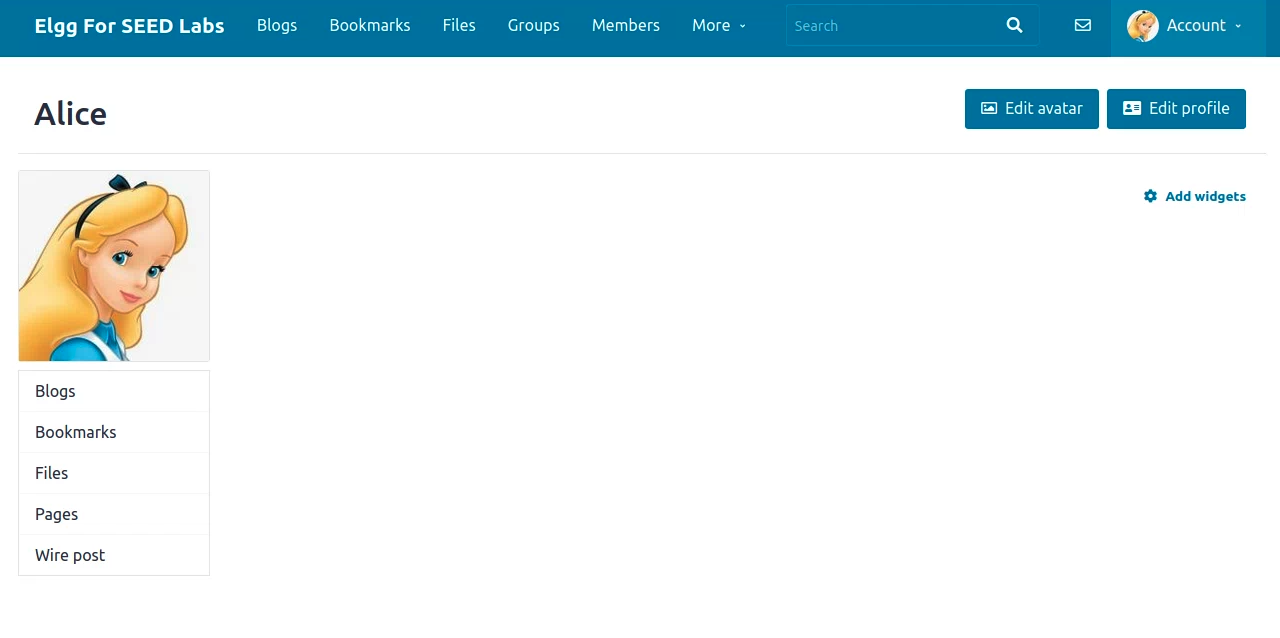 Elgg For SEED Labs Blogs Bookmarks Files Groups Members More Search Account
Alice Edit avatar Edit profile
Add widgets
Blogs
Bookmarks
Files
Pages
Wire post